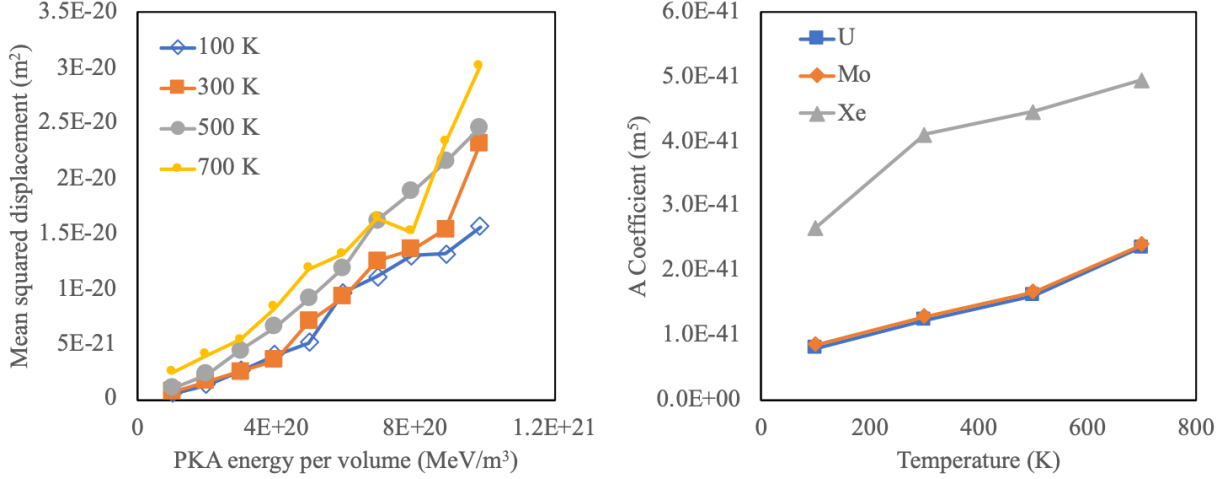 3.5E-20
3E-20
2.5E-20
2E-20
1.5E-20
1E-20
5E-21
0
Mean squared displacement (m²)
100 K
300 K
500 K
700 K
0
4E+20
8E+20
1.2E+21
PKA energy per volume (MeV/m³)
6.0E-41
5.0E-41
4.0E-41
3.0E-41
2.0E-41
1.0E-41
0.0E+00
A Coefficient (m⁵)
U
Mo
Xe
0
200
400
600
800
Temperature (K)